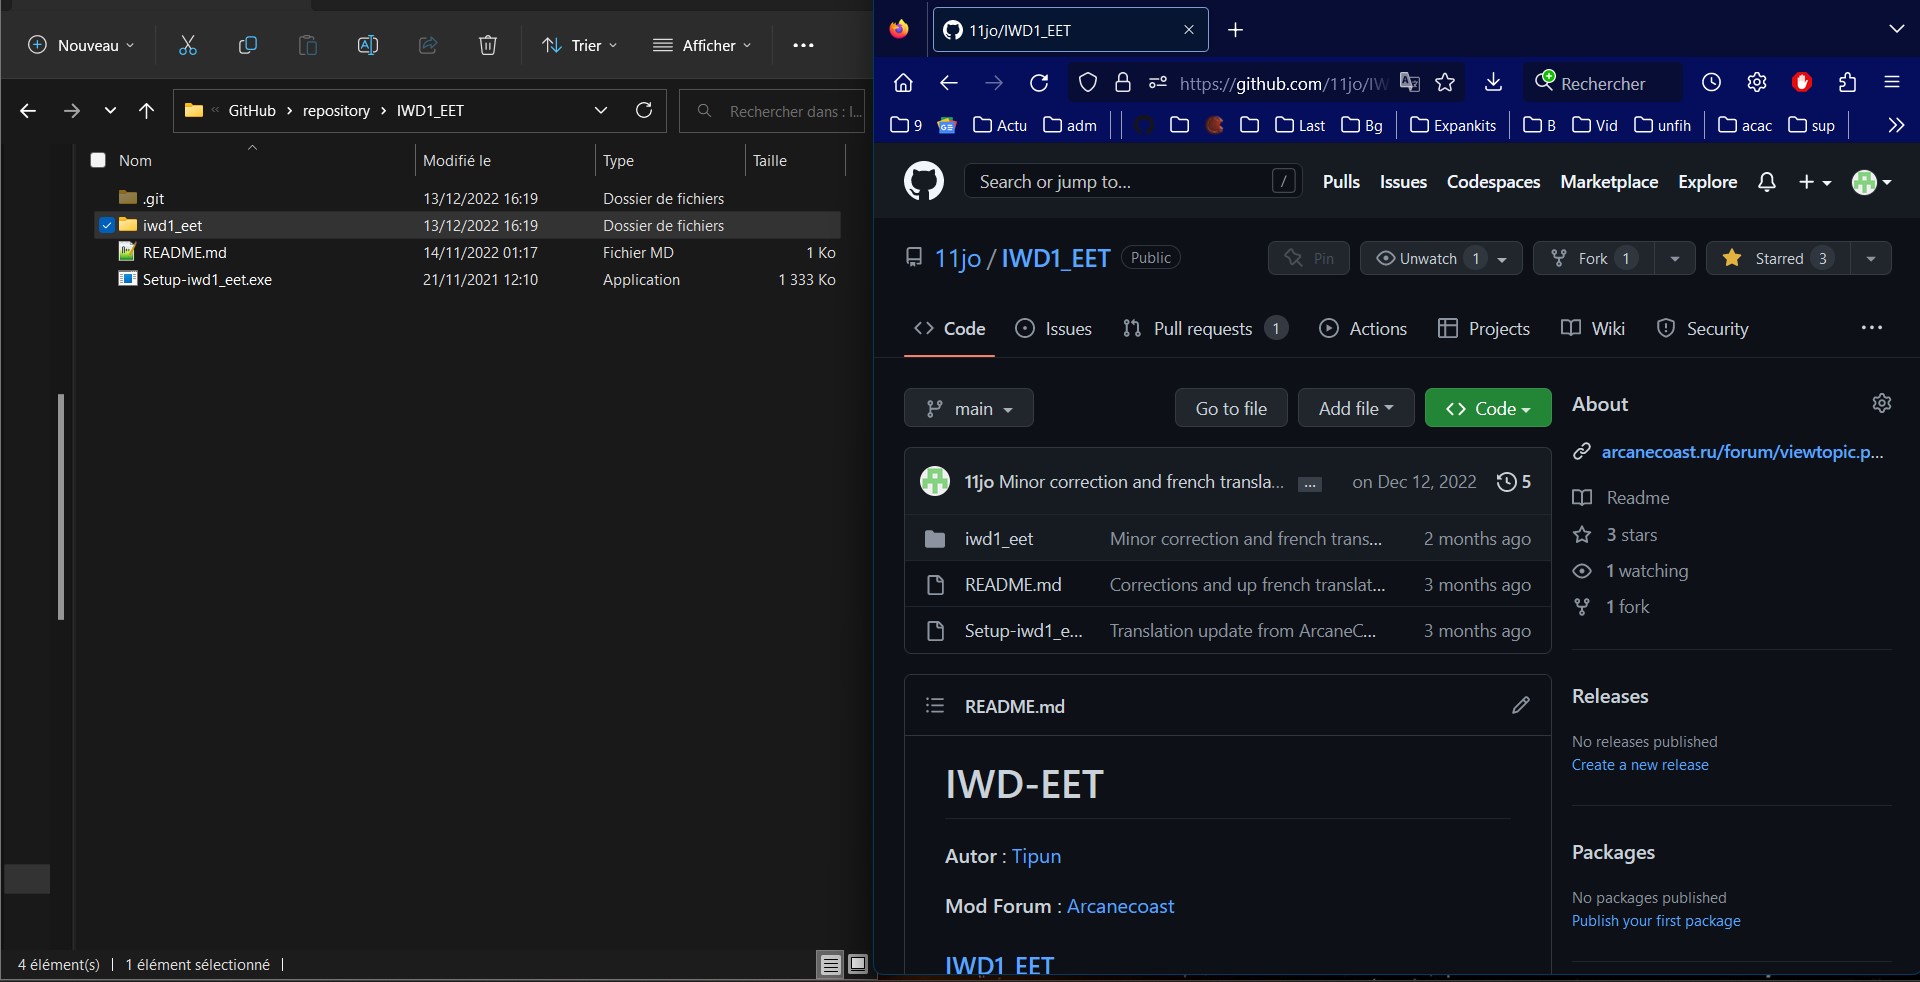 Nouveau
Trier
Afficher
GitHub
repository
IWD1_EET
Rechercher dans : I...
Nom
Modifié le
Type
Taille
.git
13/12/2022 16:19
Dossier de fichiers
iwd1_eet
13/12/2022 16:19
Dossier de fichiers
README.md
14/11/2022 01:17
Fichier MD
1 Ko
Setup-iwd1_eet.exe
21/11/2021 12:10
Application
1 333 Ko
4 élément(s)
1 élément sélectionné
11jo/IWD1_EET
https://github.com/11jo/IW
Rechercher
9
Actu
adm
Last
Bg
Expankits
B
Vid
unfih
acac
sup
Search or jump to...
/
Pulls
Issues
Codespaces
Marketplace
Explore
11jo / IWD1_EET
Public
Pin
Unwatch 1
Fork 1
Starred 3
Code
Issues
Pull requests 1
Actions
Projects
Wiki
Security
main
Go to file
Add file
Code
11jo Minor correction and french transla... ...
on Dec 12, 2022
5
iwd1_eet
Minor correction and french trans...
2 months ago
README.md
Corrections and up french translat...
3 months ago
Setup-iwd1_e...
Translation update from ArcaneC...
3 months ago
README.md
IWD-EET
Autor : Tipun
Mod Forum : Arcanecoast
IWD1 EET
About
arcanecoast.ru/forum/viewtopic.p...
Readme
3 stars
1 watching
1 fork
Releases
No releases published
Create a new release
Packages
No packages published
Publish your first package